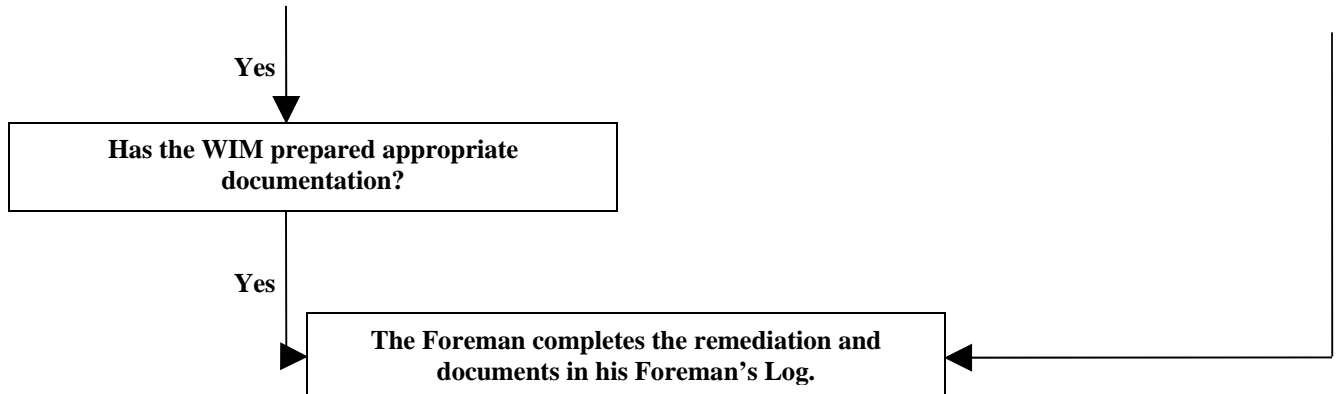 Yes
Has the WIM prepared appropriate
documentation?
Yes
The Foreman completes the remediation and
documents in his Foreman’s Log.